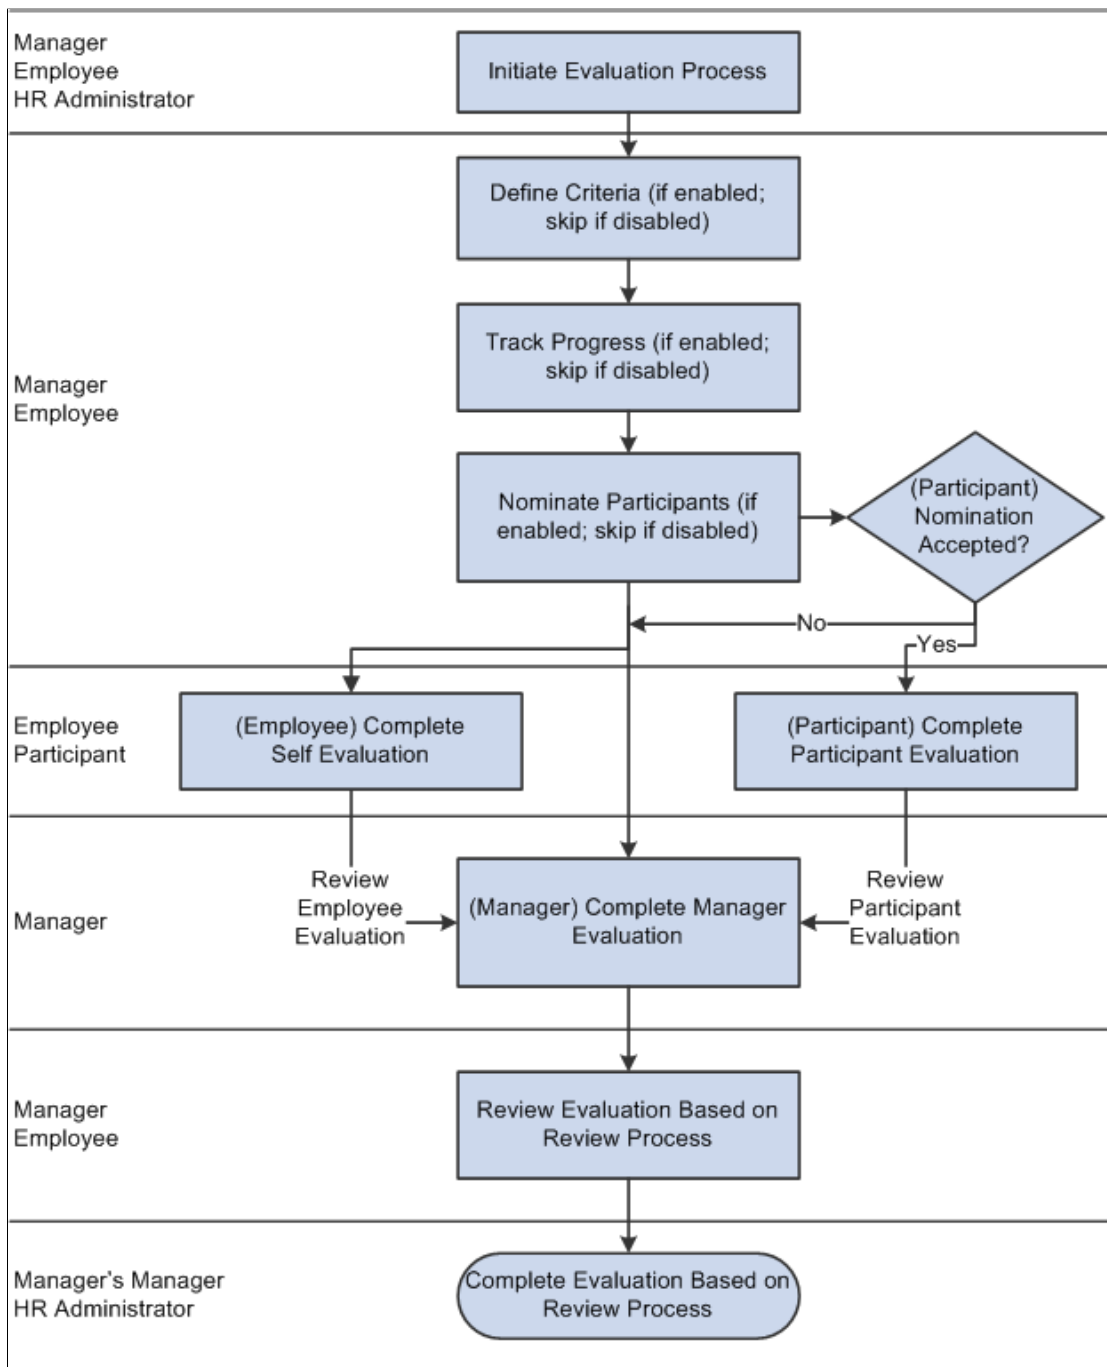 Manager
Employee
HR Administrator
Initiate Evaluation Process
Define Criteria (if enabled;
skip if disabled)
Track Progress (if enabled;
skip if disabled)
Manager
Employee
Nominate Participants (if
enabled; skip if disabled)
(Participant)
Nomination
Accepted?
No
Yes
Employee
Participant
(Employee) Complete
Self Evaluation
(Participant) Complete
Participant Evaluation
Manager
Review
Employee
Evaluation
(Manager) Complete Manager
Evaluation
Review
Participant
Evaluation
Manager
Employee
Review Evaluation Based on
Review Process
Manager's Manager
HR Administrator
Complete Evaluation Based on
Review Process